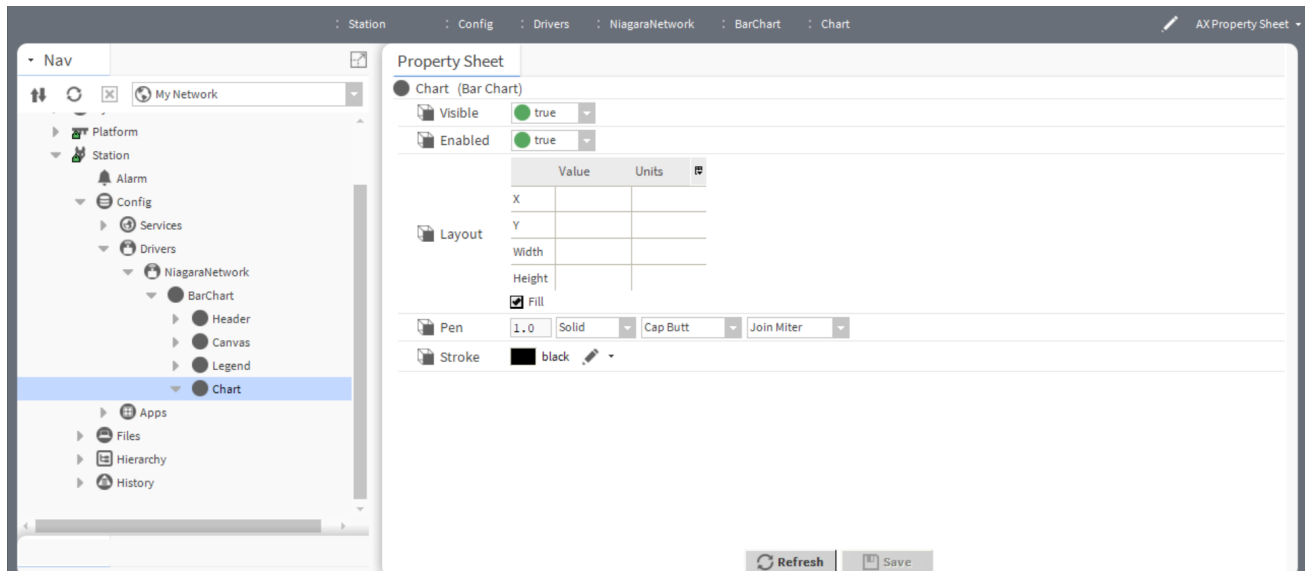 : Station : Config : Drivers : NiagaraNetwork : BarChart : Chart AX Property Sheet
Nav
My Network
Platform
Station
Alarm
Config
Services
Drivers
NiagaraNetwork
BarChart
Header
Canvas
Legend
Chart
Apps
Files
Hierarchy
History
Property Sheet
Chart (Bar Chart)
Visible true
Enabled true
Layout
Value Units
X
Y
Width
Height
Fill
Pen 1.0 Solid Cap Butt Join Miter
Stroke black
Refresh Save